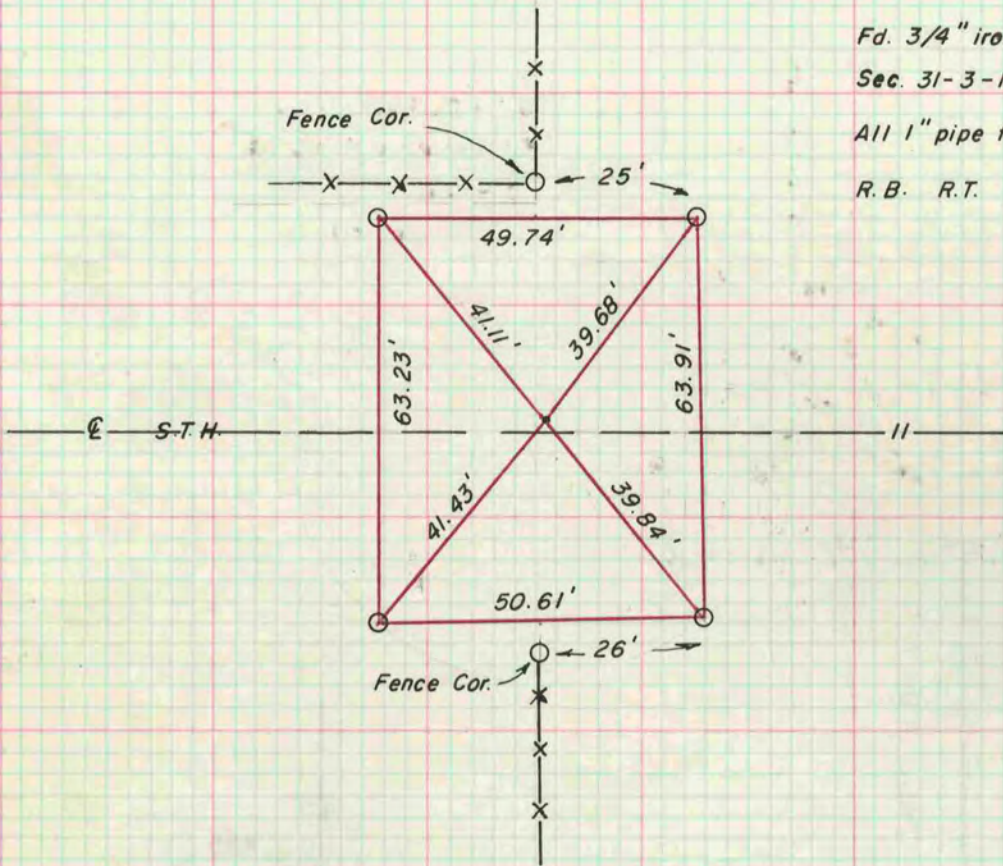 Fd. 3/4" iro
Sec. 31-3-1
All 1" pipe
R.B. R.T.
Fence Cor.
25'
49.74'
41.11'
39.68'
63.23'
63.91'
℄ S.T.H. 11
41.43'
39.84'
50.61'
26'
Fence Cor.